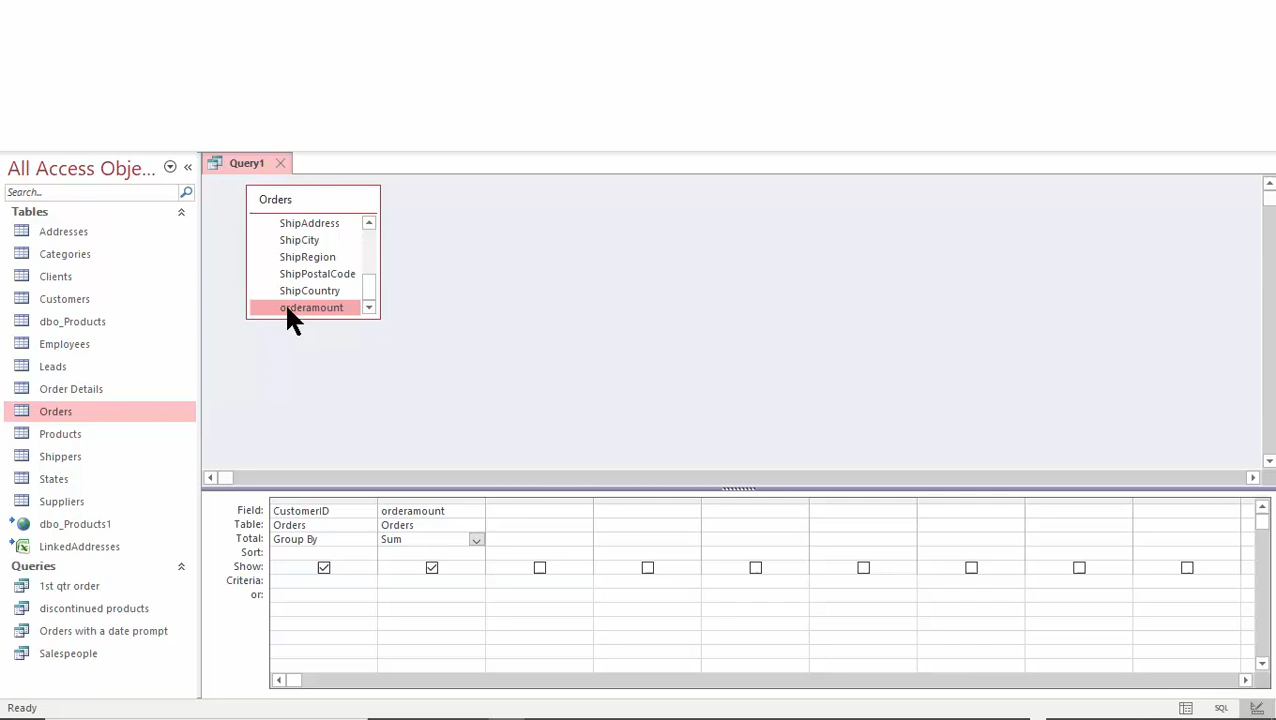 All Access Obje...
Search...
Tables
Addresses
Categories
Clients
Customers
dbo_Products
Employees
Leads
Order Details
Orders
Products
Shippers
States
Suppliers
dbo_Products1
LinkedAddresses
Queries
1st qtr order
discontinued products
Orders with a date prompt
Salespeople
Query1
Orders
ShipAddress
ShipCity
ShipRegion
ShipPostalCode
ShipCountry
orderamount
Field: CustomerID orderamount
Table: Orders Orders
Total: Group By Sum
Sort:
Show:
Criteria:
or:
Ready SQL